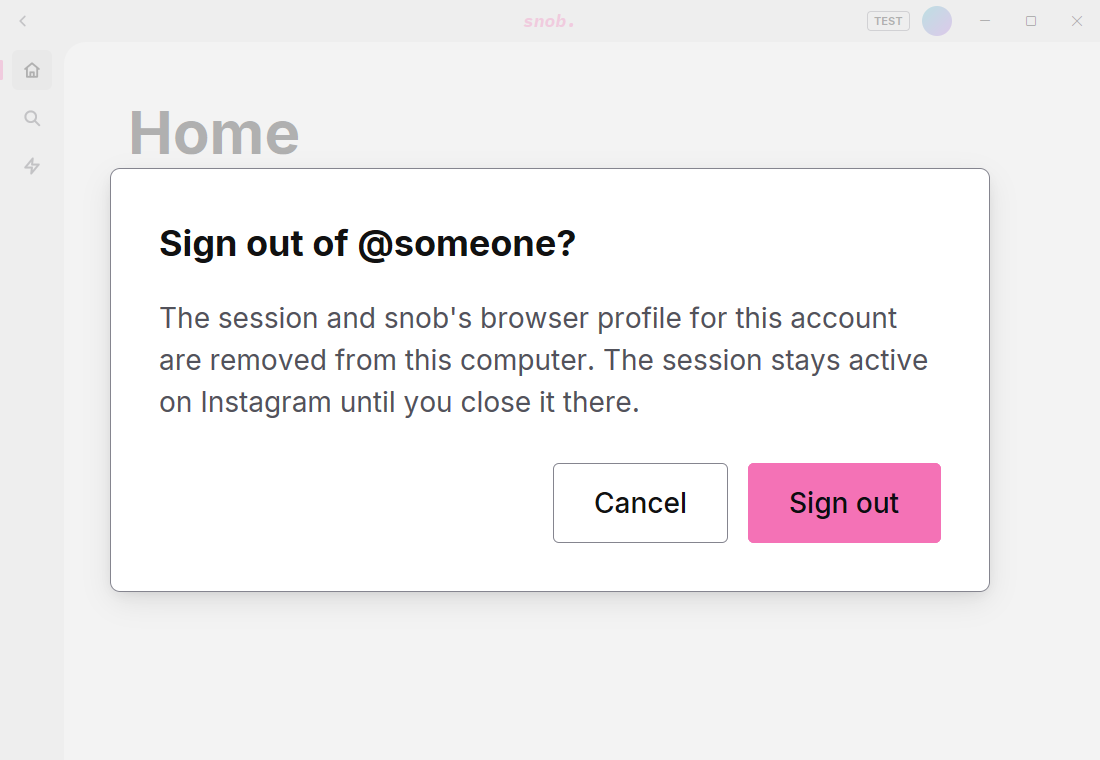 snob.
TEST
Home
Sign out of @someone?
The session and snob's browser profile for this account
are removed from this computer. The session stays active
on Instagram until you close it there.
Cancel
Sign out